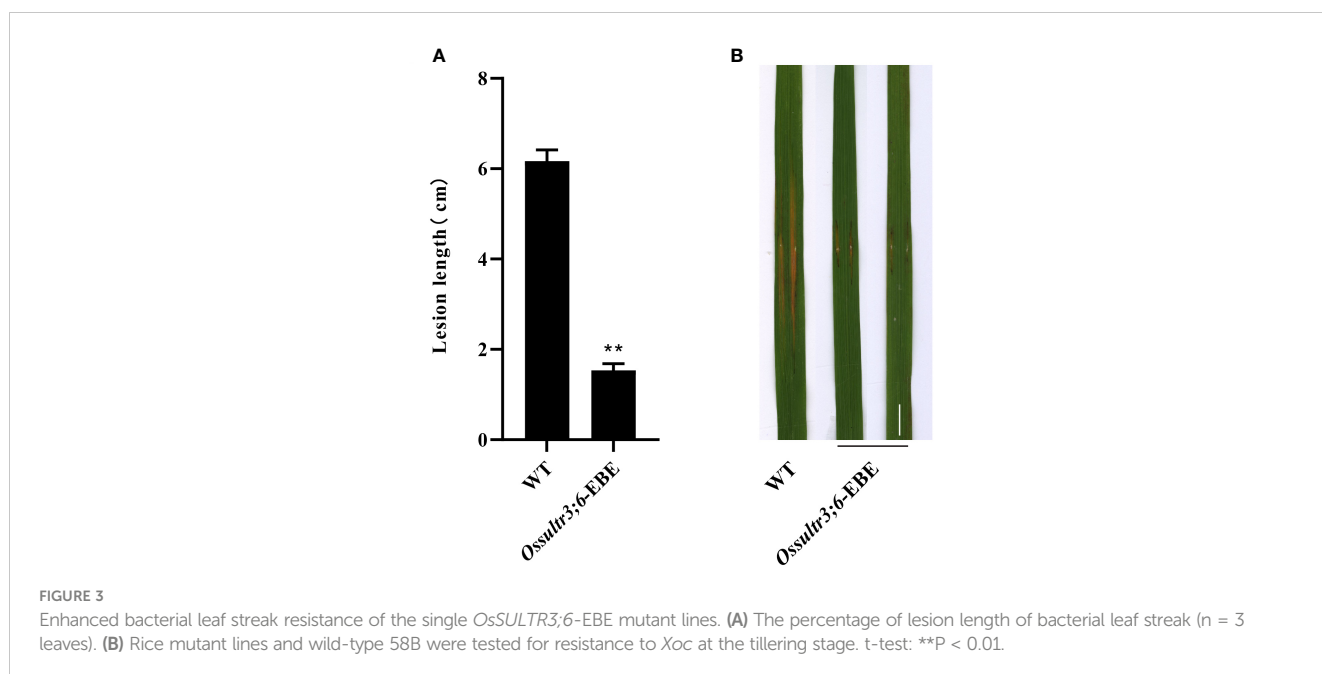 A
B
8
6
4
2
0
Lesion length ( cm)
**
WT
Ossultr3;6-EBE
WT
Ossultr3;6-EBE
FIGURE 3
Enhanced bacterial leaf streak resistance of the single OsSULTR3;6-EBE mutant lines. (A) The percentage of lesion length of bacterial leaf streak (n = 3
leaves). (B) Rice mutant lines and wild-type 58B were tested for resistance to Xoc at the tillering stage. t-test: **P < 0.01.